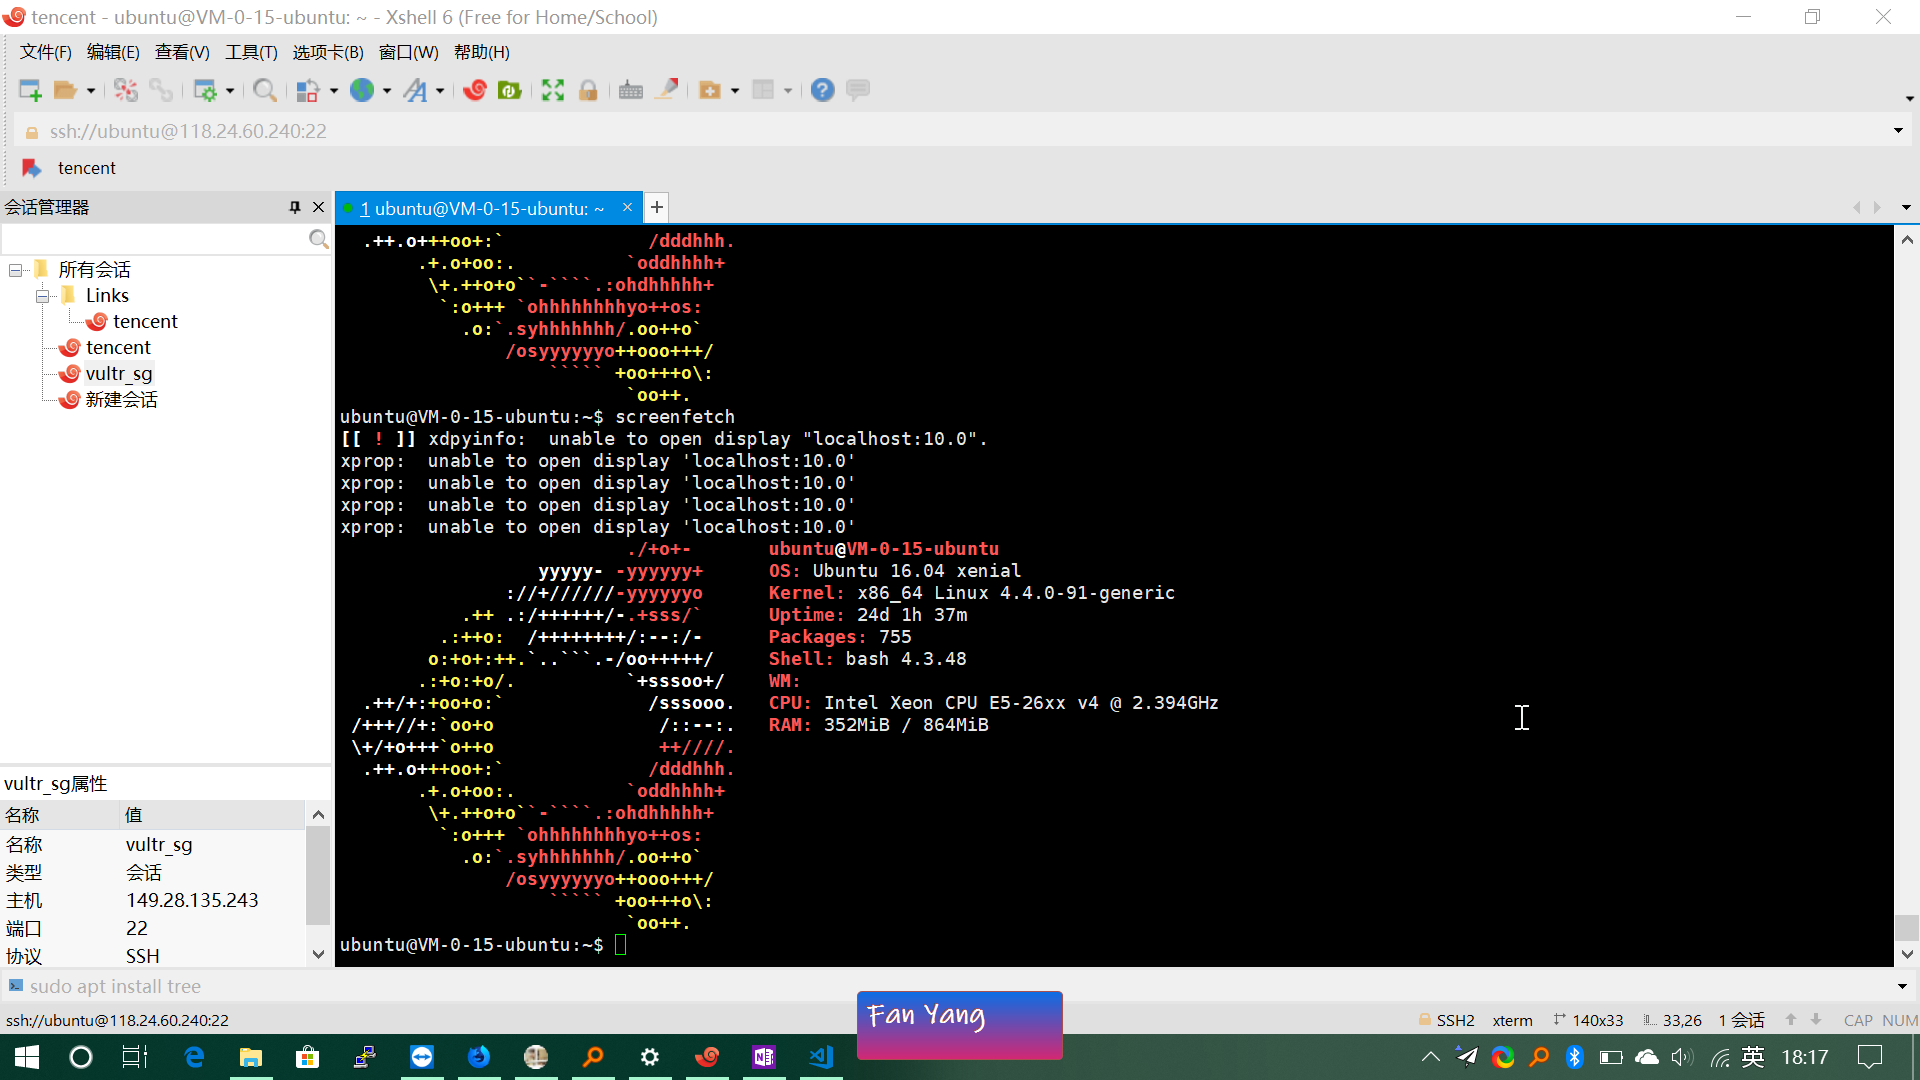 tencent - ubuntu@VM-0-15-ubuntu: ~ - Xshell 6 (Free for Home/School)
文件(F) 编辑(E) 查看(V) 工具(T) 选项卡(B) 窗口(W) 帮助(H)
ssh://ubuntu@118.24.60.240:22
tencent
会话管理器
所有会话
Links
tencent
tencent
vultr_sg
新建会话
vultr_sg属性
名称 值
名称 vultr_sg
类型 会话
主机 149.28.135.243
端口 22
协议 SSH
1 ubuntu@VM-0-15-ubuntu: ~
.++.o+++oo+:` /dddhhh.
.+.o+oo:. `oddhhhh+
\+.++o+o``-````.:ohdhhhhh+
`:o+++ `ohhhhhhhhyo++os:
.o:`.syhhhhhhh/.oo++o`
/osyyyyyyo++ooo+++/
````` +oo+++o\:
`oo++.
ubuntu@VM-0-15-ubuntu:~$ screenfetch
[[ ! ]] xdpyinfo:  unable to open display "localhost:10.0".
xprop:  unable to open display 'localhost:10.0'
xprop:  unable to open display 'localhost:10.0'
xprop:  unable to open display 'localhost:10.0'
xprop:  unable to open display 'localhost:10.0'
./+o+- ubuntu@VM-0-15-ubuntu
yyyyy- -yyyyyy+ OS: Ubuntu 16.04 xenial
://+//////-yyyyyyo Kernel: x86_64 Linux 4.4.0-91-generic
.++ .:/++++++/-.+sss/` Uptime: 24d 1h 37m
.:++o: /++++++++/:--:/- Packages: 755
o:+o+:++.`..```.-/oo+++++/ Shell: bash 4.3.48
.:+o:+o/. `+sssoo+/ WM:
.++/+:+oo+o:` /sssooo. CPU: Intel Xeon CPU E5-26xx v4 @ 2.394GHz
/+++//+:`oo+o /::--:. RAM: 352MiB / 864MiB
\+/+o+++`o++o ++////.
.++.o+++oo+:` /dddhhh.
.+.o+oo:. `oddhhhh+
\+.++o+o``-````.:ohdhhhhh+
`:o+++ `ohhhhhhhhyo++os:
.o:`.syhhhhhhh/.oo++o`
/osyyyyyyo++ooo+++/
````` +oo+++o\:
`oo++.
ubuntu@VM-0-15-ubuntu:~$
sudo apt install tree
Fan Yang
ssh://ubuntu@118.24.60.240:22 SSH2 xterm 140x33 33,26 1 会话 CAP NUM
英 18:17